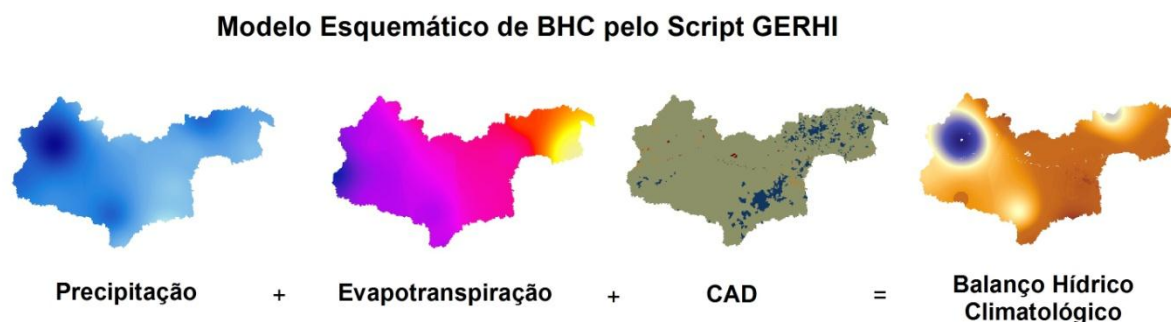 Modelo Esquemático de BHC pelo Script GERHI
Precipitação + Evapotranspiração + CAD = Balanço Hídrico
Climatológico